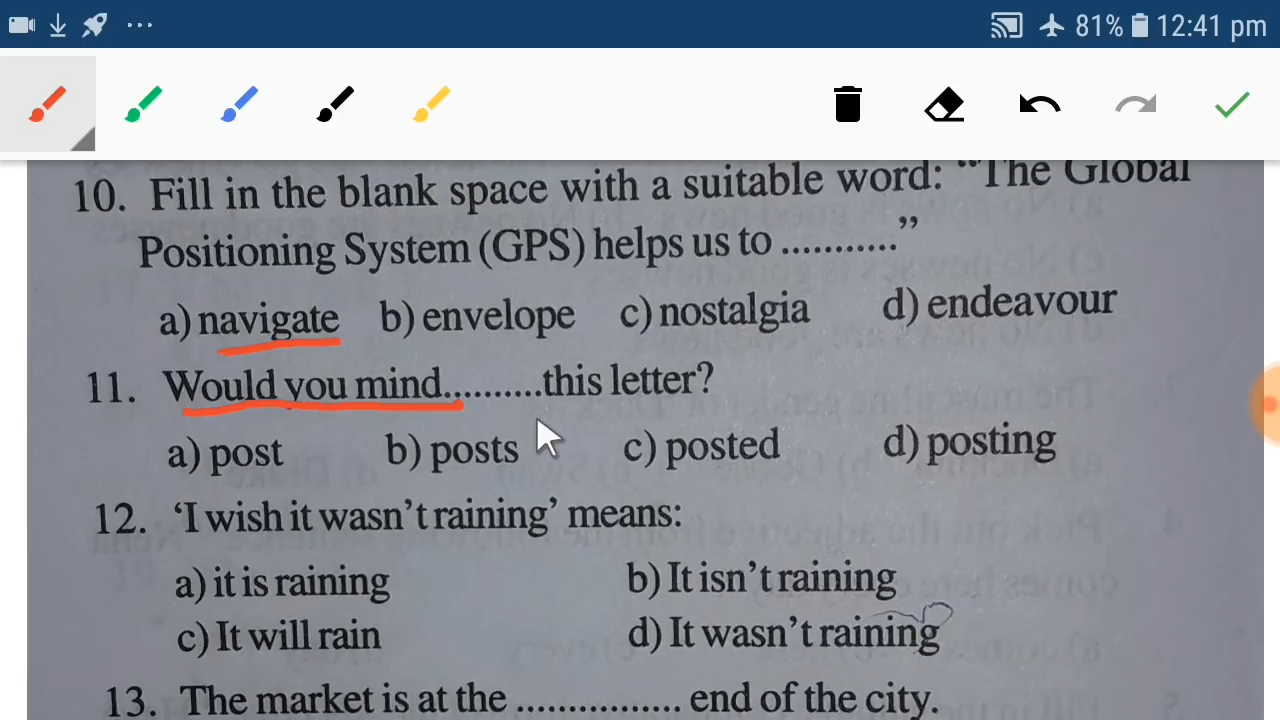 81% 12:41 pm
10. Fill in the blank space with a suitable word: "The Global
Positioning System (GPS) helps us to ..........."
a) navigate b) envelope c) nostalgia d) endeavour
11. Would you mind..........this letter?
a) post b) posts c) posted d) posting
12. 'I wish it wasn't raining' means:
a) it is raining b) It isn't raining
c) It will rain d) It wasn't raining
13. The market is at the ................ end of the city.